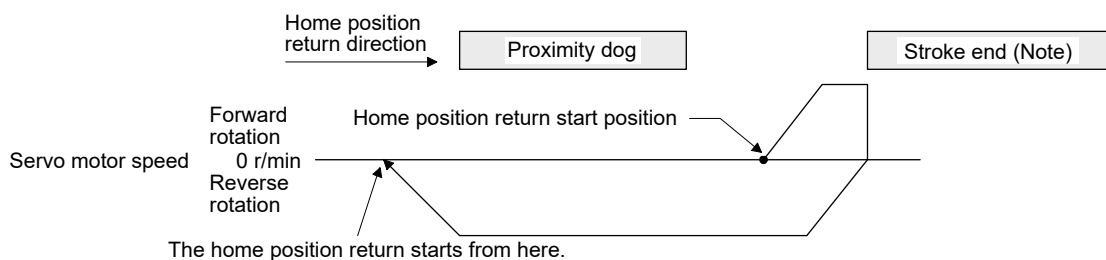 Home position
return direction
Proximity dog
Stroke end (Note)
Forward
rotation
Home position return start position
Servo motor speed
0 r/min
Reverse
rotation
The home position return starts from here.